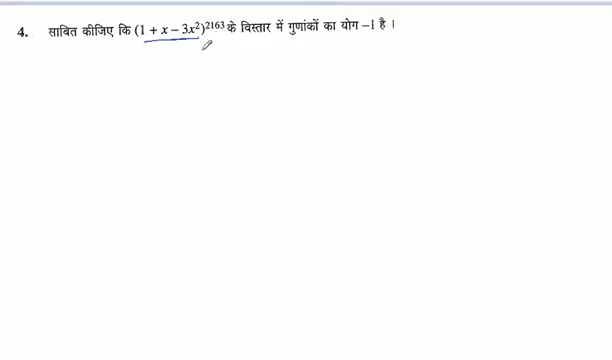 4. साबित कीजिए कि (1 + x − 3x²)²¹⁶³ के विस्तार में गुणांकों का योग −1 है ।